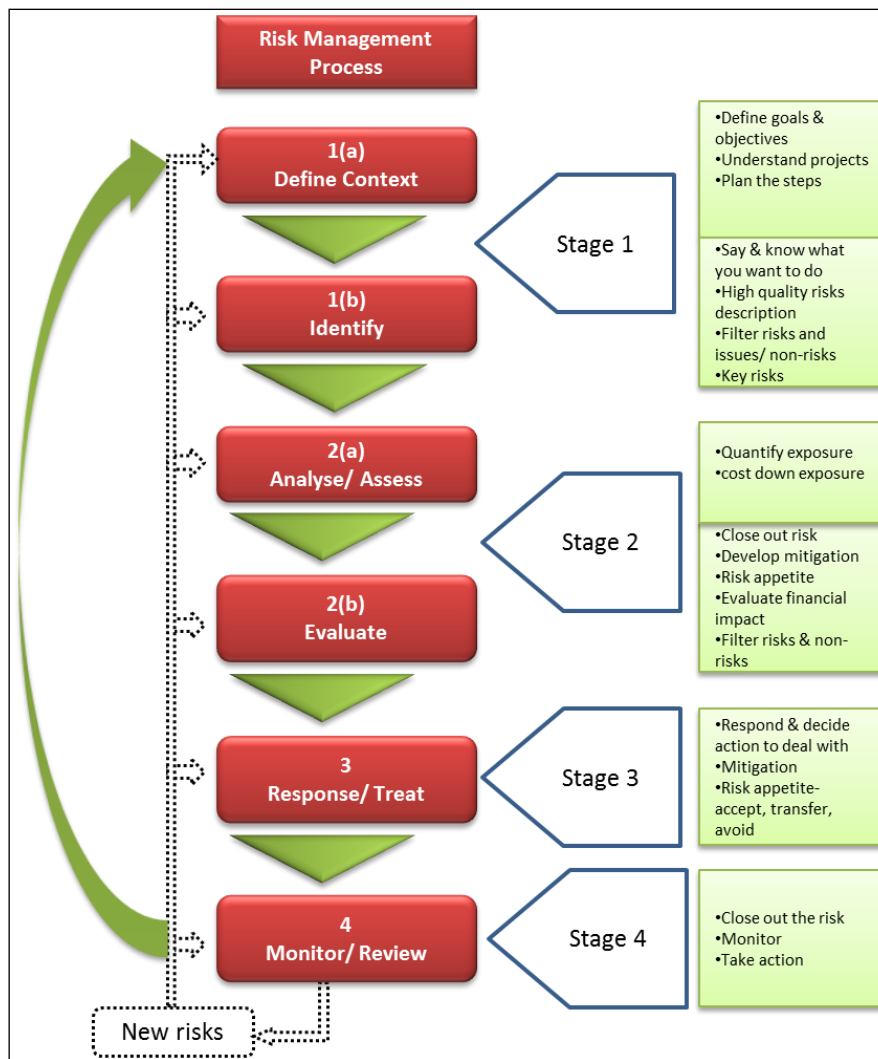 Risk Management
Process
1(a)
Define Context
1(b)
Identify
2(a)
Analyse/ Assess
2(b)
Evaluate
3
Response/ Treat
4
Monitor/ Review
New risks
Stage 1
Stage 2
Stage 3
Stage 4
•Define goals &
objectives
•Understand projects
•Plan the steps
•Say & know what
you want to do
•High quality risks
description
•Filter risks and
issues/ non-risks
•Key risks
•Quantify exposure
•cost down exposure
•Close out risk
•Develop mitigation
•Risk appetite
•Evaluate financial
impact
•Filter risks & non-
risks
•Respond & decide
action to deal with
•Mitigation
•Risk appetite-
accept, transfer,
avoid
•Close out the risk
•Monitor
•Take action